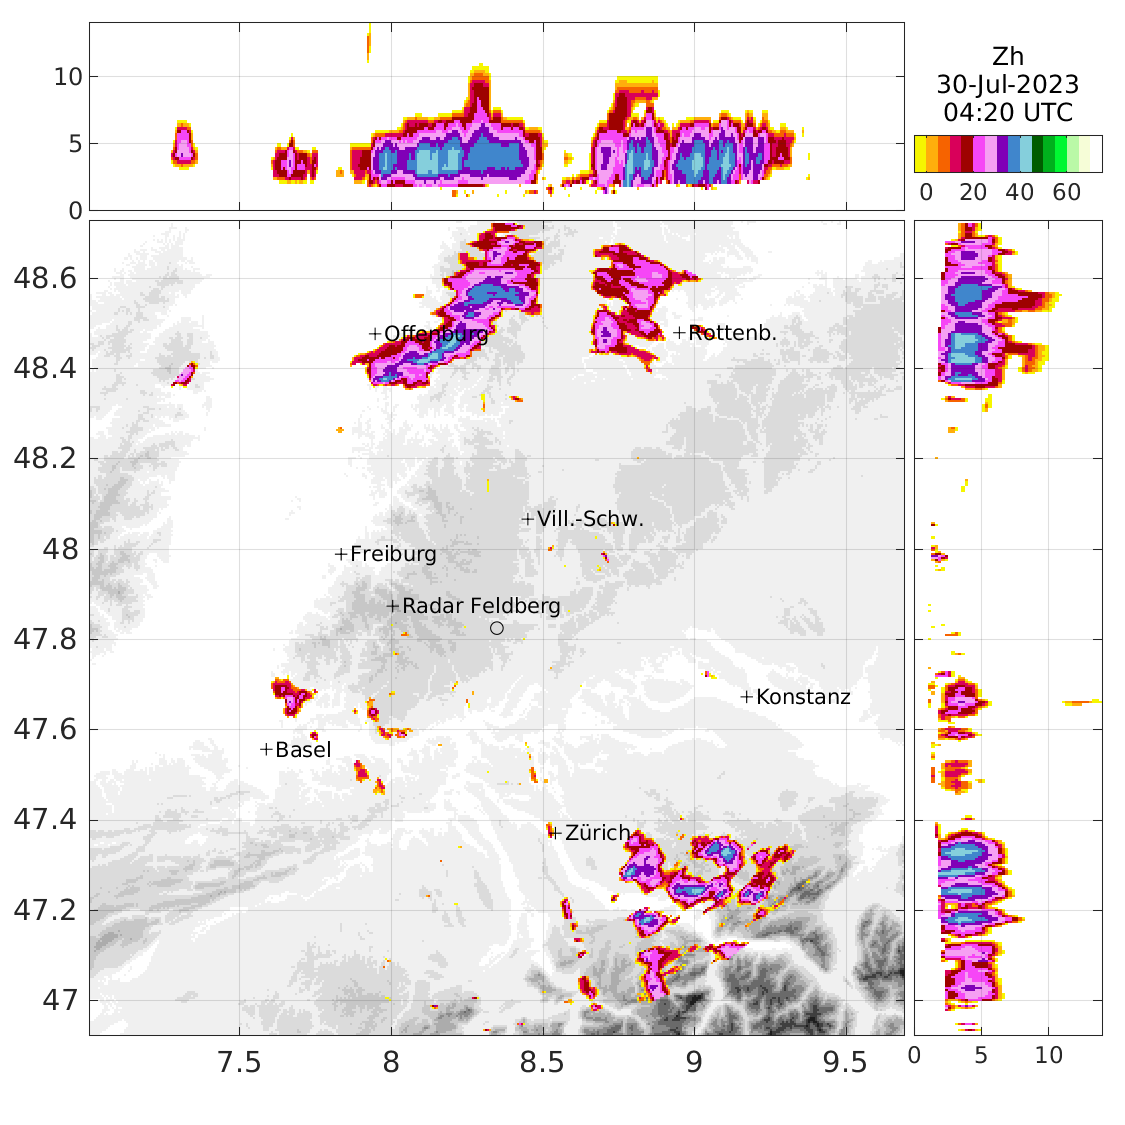 10
5
0
Zh
30-Jul-2023
04:20 UTC
0 20 40 60
48.6
Offenburg
Rottenb.
48.4
48.2
Vill.-Schw.
48
Freiburg
Radar Feldberg
47.8
Konstanz
47.6
Basel
47.4
Zürich
47.2
47
7.5 8 8.5 9 9.5
0 5 10